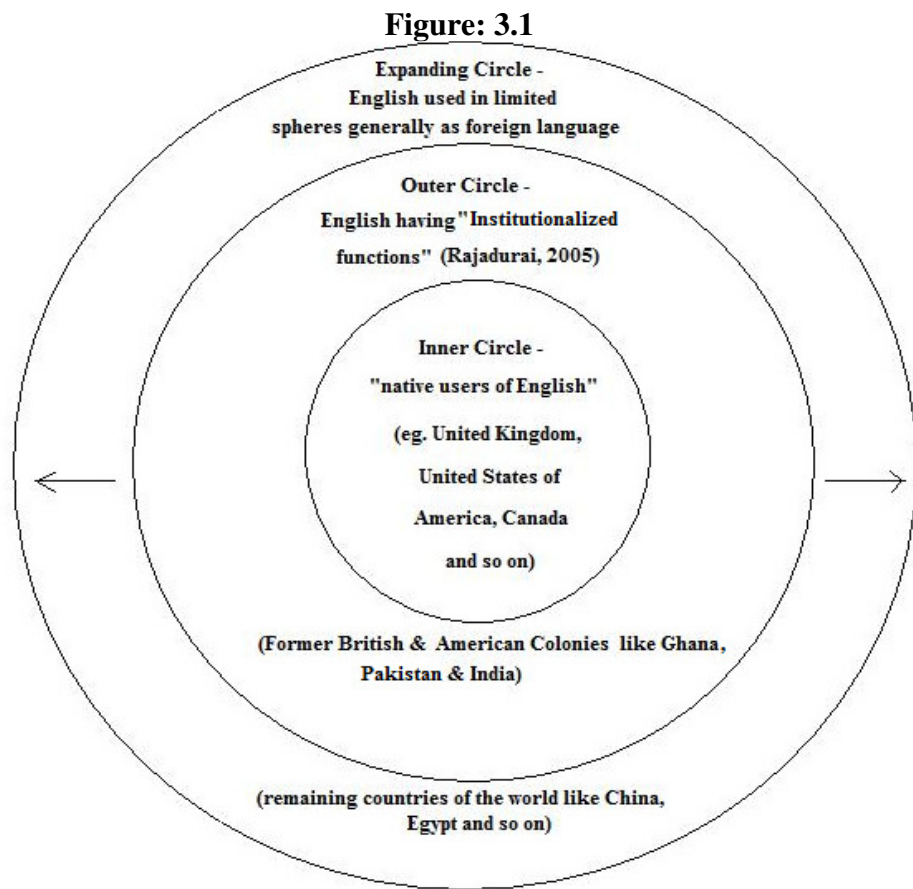 Figure: 3.1
Expanding Circle -
English used in limited
spheres generally as foreign language
Outer Circle -
English having "Institutionalized
functions" (Rajadurai, 2005)
Inner Circle -
"native users of English"
(eg. United Kingdom,
United States of
America, Canada
and so on)
(Former British & American Colonies like Ghana,
Pakistan & India)
(remaining countries of the world like China,
Egypt and so on)